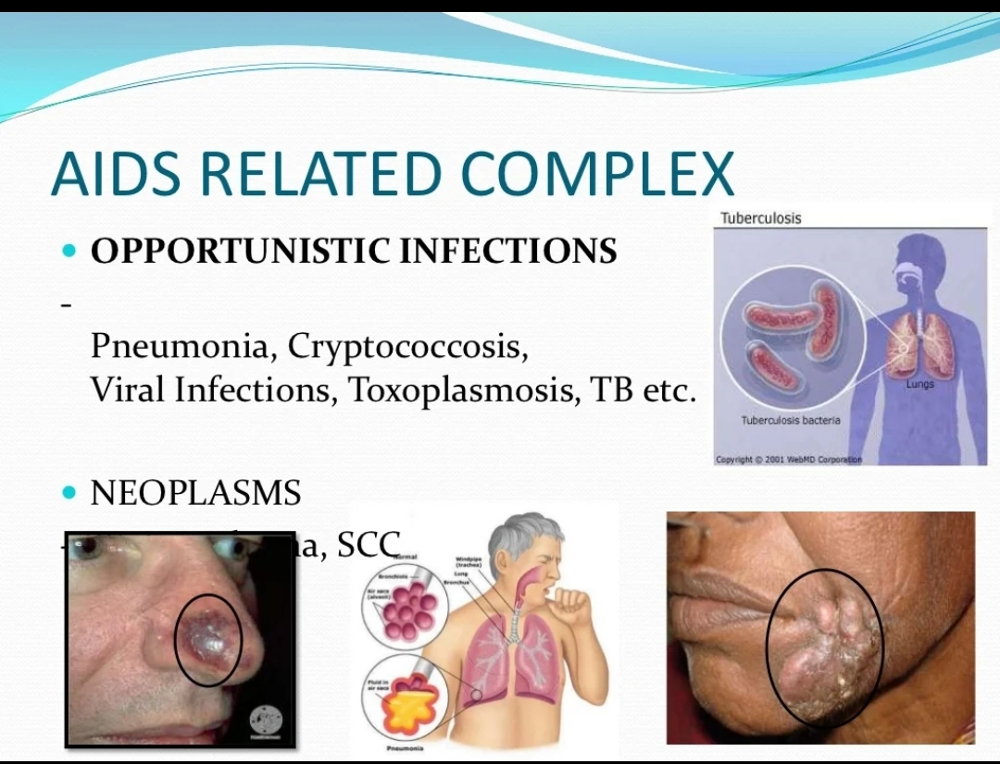 AIDS RELATED COMPLEX
• OPPORTUNISTIC INFECTIONS
-
Pneumonia, Cryptococcosis,
Viral Infections, Toxoplasmosis, TB etc.
• NEOPLASMS
SCC
Tuberculosis
Lungs
Tuberculosis bacteria
Copyright © 2001 WebMD Corporation
Normal
Bronchiole
Air sacs
(alveoli)
Windpipe
(trachea)
Lung
Bronchus
Fluid in
air sacs
Pneumonia